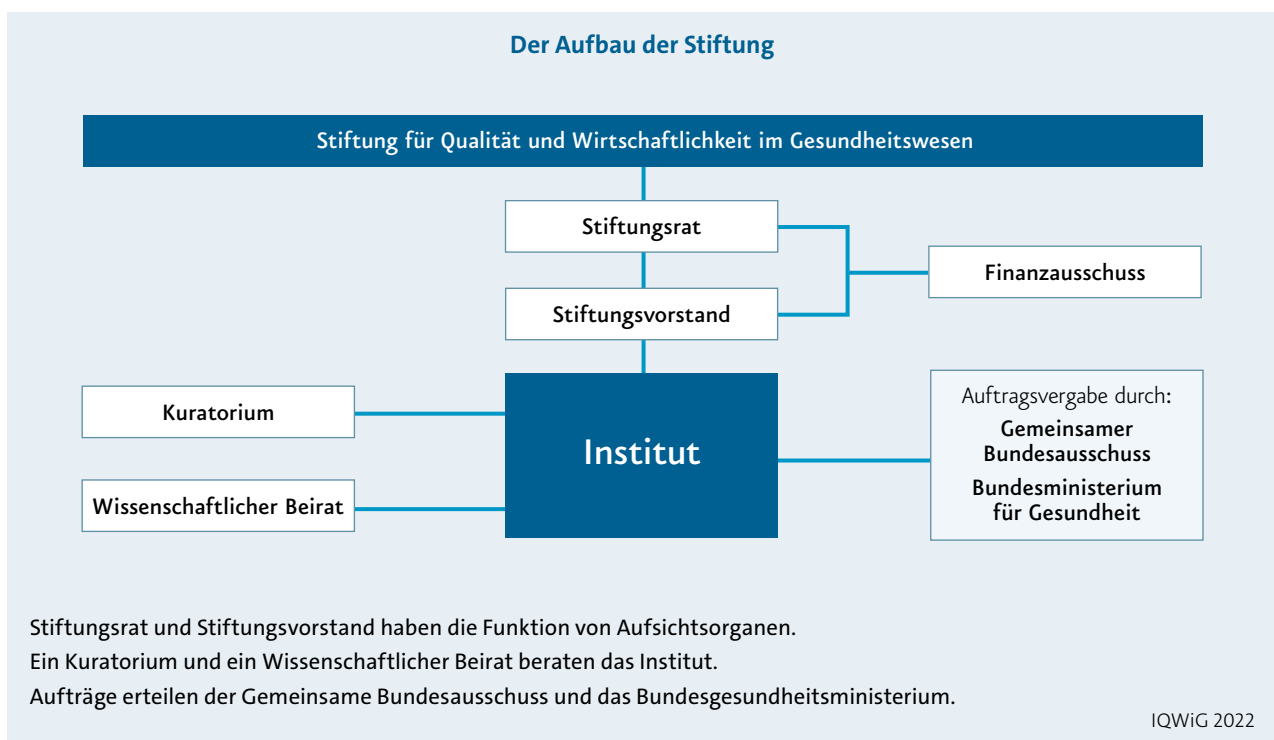 Der Aufbau der Stiftung
Stiftung für Qualität und Wirtschaftlichkeit im Gesundheitswesen
Stiftungsrat
Finanzausschuss
Stiftungsvorstand
Kuratorium
Institut
Auftragsvergabe durch:
Gemeinsamer
Bundesausschuss
Bundesministerium
für Gesundheit
Wissenschaftlicher Beirat
Stiftungsrat und Stiftungsvorstand haben die Funktion von Aufsichtsorganen.
Ein Kuratorium und ein Wissenschaftlicher Beirat beraten das Institut.
Aufträge erteilen der Gemeinsame Bundesausschuss und das Bundesgesundheitsministerium.
IQWiG 2022